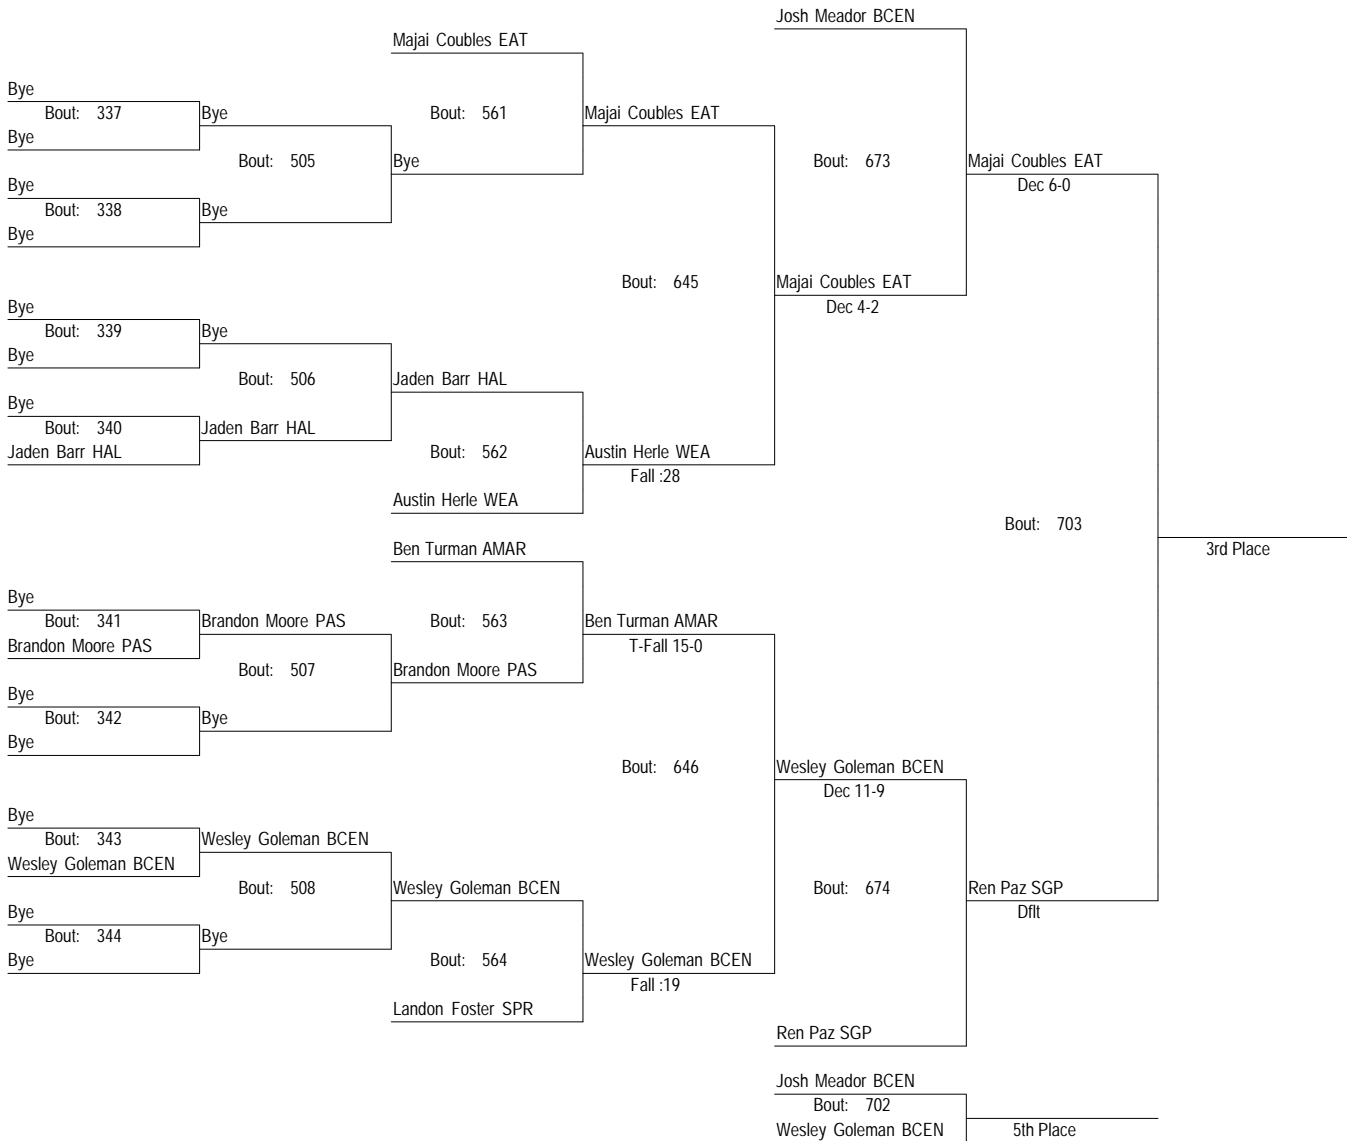 Josh Meador BCEN
Majai Coubles EAT
Bye
Bout: 337
Bye
Bout: 561
Majai Coubles EAT
Bye
Bout: 505
Bye
Bout: 673
Majai Coubles EAT
Bye
Dec 6-0
Bout: 338
Bye
Bye
Bout: 645
Majai Coubles EAT
Bye
Dec 4-2
Bout: 339
Bye
Bye
Bout: 506
Jaden Barr HAL
Bye
Bout: 340
Jaden Barr HAL
Jaden Barr HAL
Bout: 562
Austin Herle WEA
Fall :28
Austin Herle WEA
Bout: 703
Ben Turman AMAR
3rd Place
Bye
Bout: 341
Brandon Moore PAS
Bout: 563
Ben Turman AMAR
Brandon Moore PAS
T-Fall 15-0
Bout: 507
Brandon Moore PAS
Bye
Bout: 342
Bye
Bye
Bout: 646
Wesley Goleman BCEN
Dec 11-9
Bye
Bout: 343
Wesley Goleman BCEN
Wesley Goleman BCEN
Bout: 508
Wesley Goleman BCEN
Bout: 674
Ren Paz SGP
Bye
Dflt
Bout: 344
Bye
Bye
Bout: 564
Wesley Goleman BCEN
Fall :19
Landon Foster SPR
Ren Paz SGP
Josh Meador BCEN
Bout: 702
Wesley Goleman BCEN
5th Place